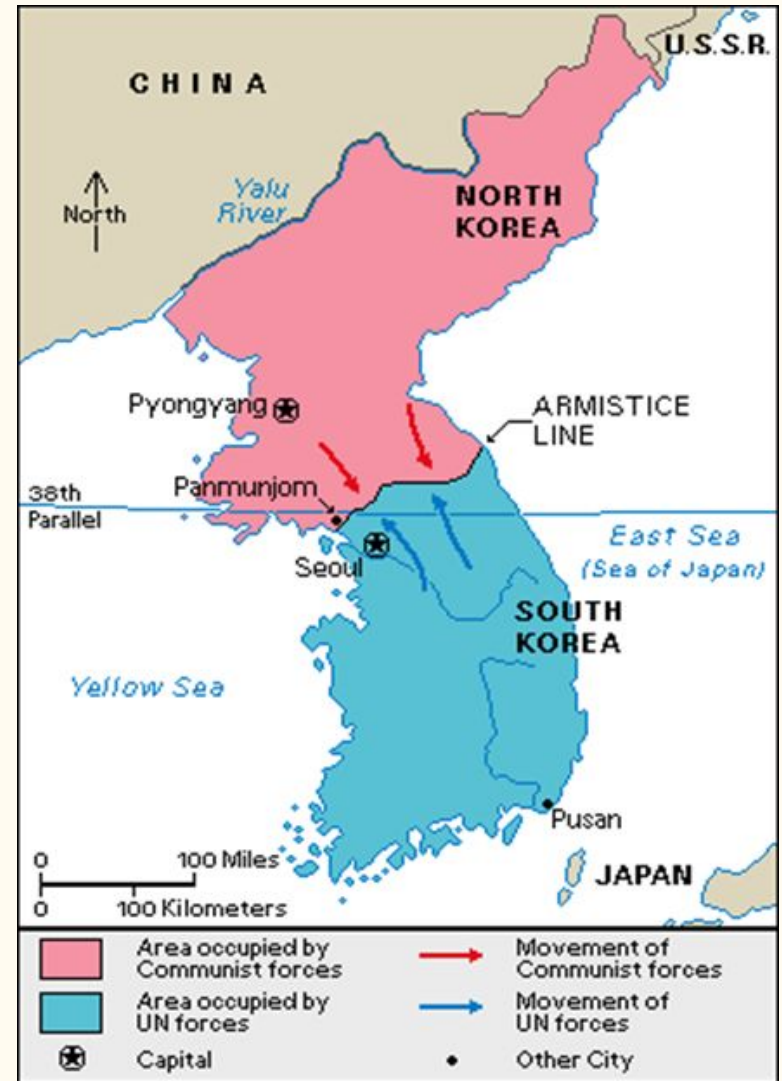 U.S.S.R.
CHINA
Yalu
River
North
NORTH
KOREA
Pyongyang
ARMISTICE
LINE
Panmunjom
38th
Parallel
East Sea
(Sea of Japan)
Seoul
SOUTH
KOREA
Yellow Sea
Pusan
0 100 Miles
JAPAN
0 100 Kilometers
Area occupied by
Communist forces
Movement of
Communist forces
Area occupied by
UN forces
Movement of
UN forces
Capital
Other City